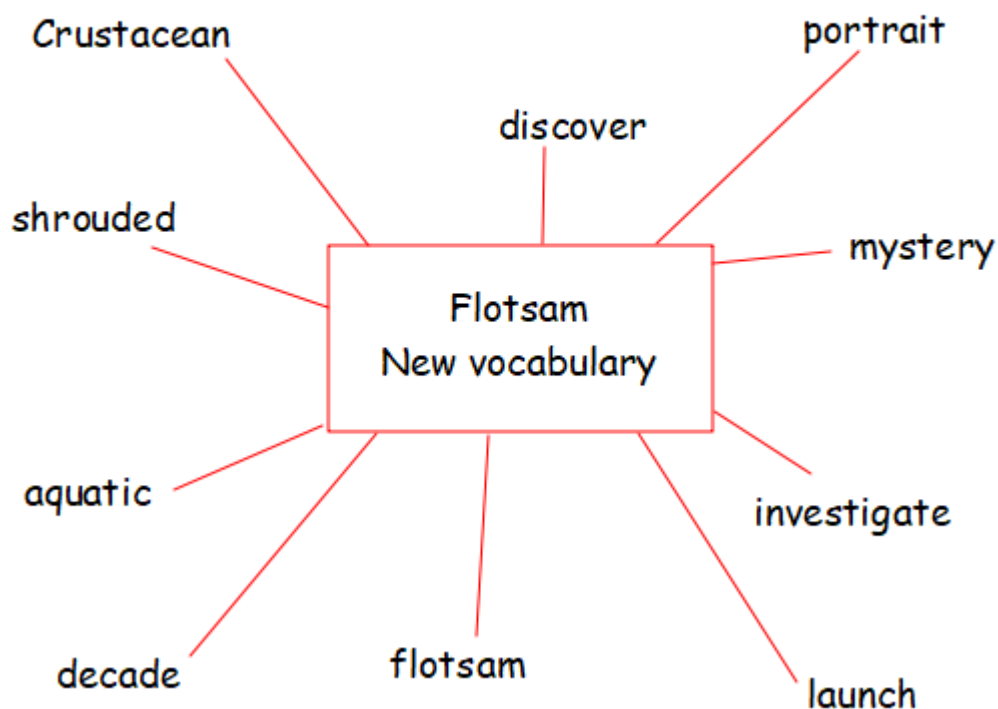 Crustacean
portrait
discover
shrouded
mystery
Flotsam
New vocabulary
aquatic
investigate
decade
flotsam
launch